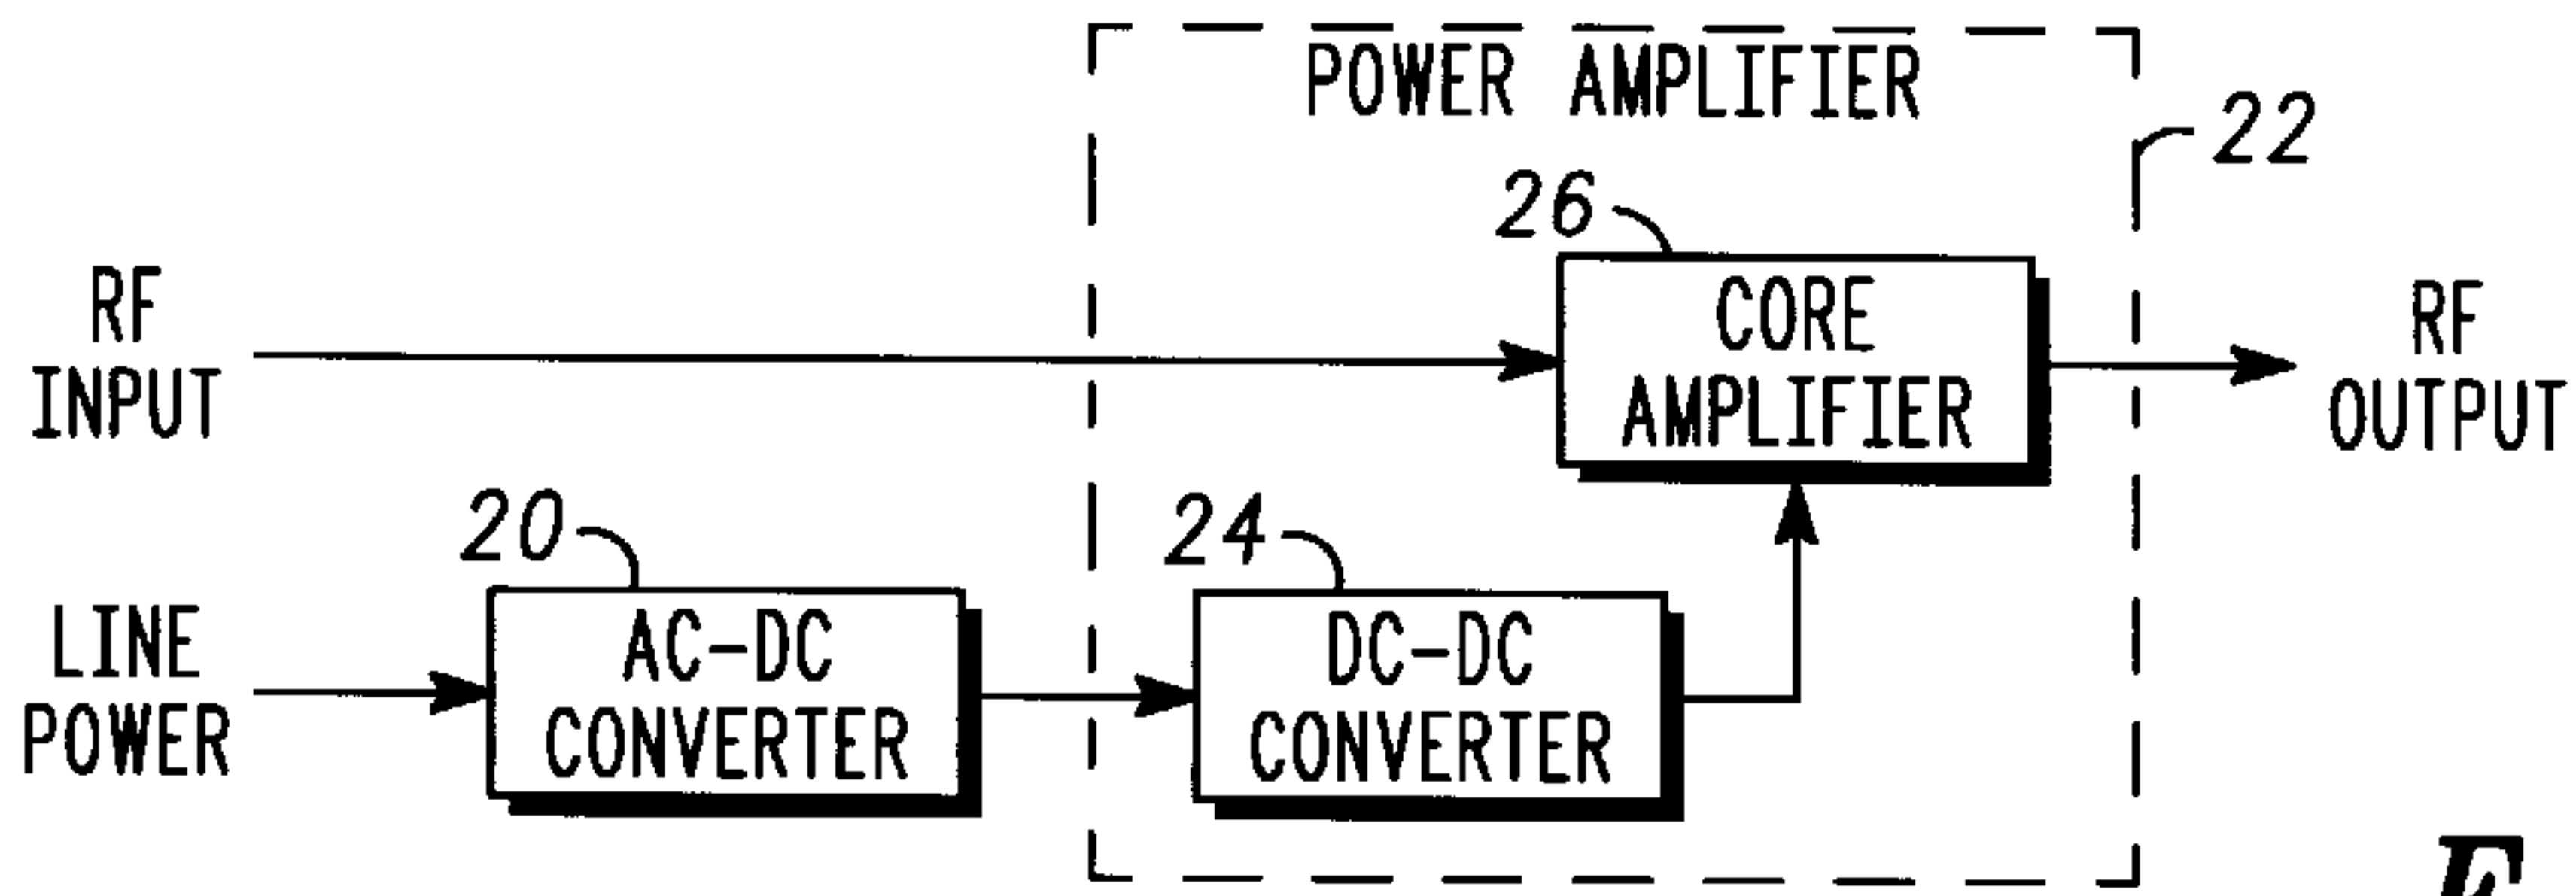 POWER AMPLIFIER
22
26
RF
INPUT
CORE
AMPLIFIER
RF
OUTPUT
20
24
LINE
POWER
AC-DC
CONVERTER
DC-DC
CONVERTER